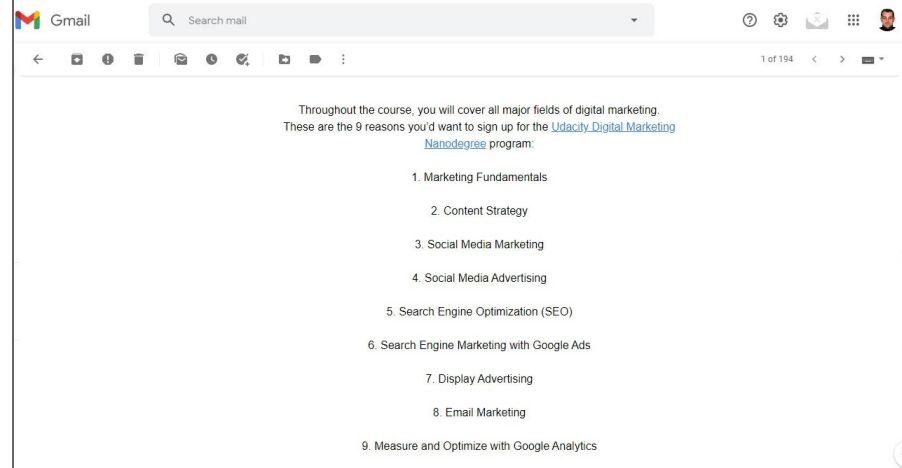 Gmail
Search mail
1 of 194
Throughout the course, you will cover all major fields of digital marketing.
These are the 9 reasons you'd want to sign up for the Udacity Digital Marketing
Nanodegree program:
1. Marketing Fundamentals
2. Content Strategy
3. Social Media Marketing
4. Social Media Advertising
5. Search Engine Optimization (SEO)
6. Search Engine Marketing with Google Ads
7. Display Advertising
8. Email Marketing
9. Measure and Optimize with Google Analytics